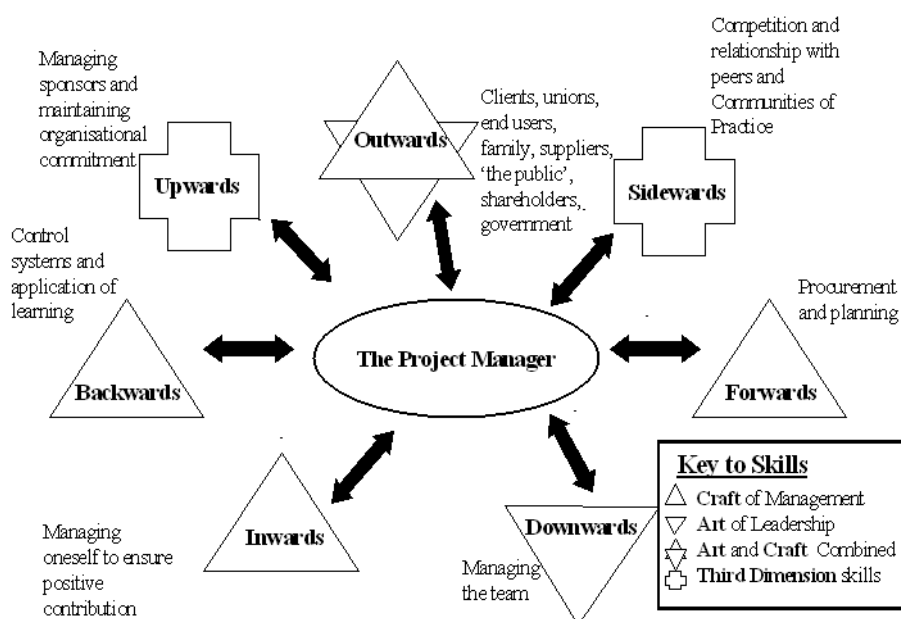 Managing
sponsors and
maintaining
organisational
commitment
Upwards
Outwards
Clients, unions,
end users,
family, suppliers,
‘the public’,
shareholders,
government
Competition and
relationship with
peers and
Communities of
Practice
Sidewards
Control
systems and
application of
learning
Backwards
The Project Manager
Procurement
and planning
Forwards
Managing
oneself to ensure
positive
contribution
Inwards
Downwards
Managing
the team
Key to Skills
Craft of Management
Art of Leadership
Art and Craft Combined
Third Dimension skills